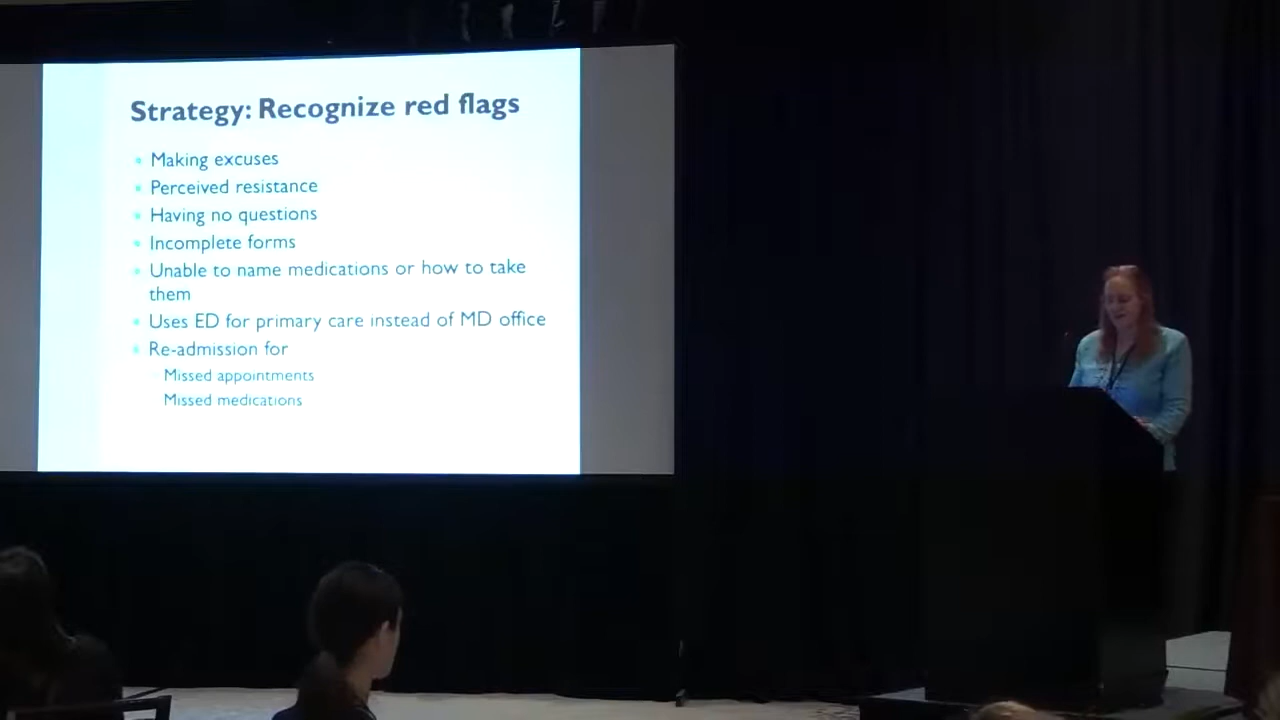 Strategy: Recognize red flags
Making excuses
Perceived resistance
Having no questions
Incomplete forms
Unable to name medications or how to take
them
Uses ED for primary care instead of MD office
Re-admission for
Missed appointments
Missed medications